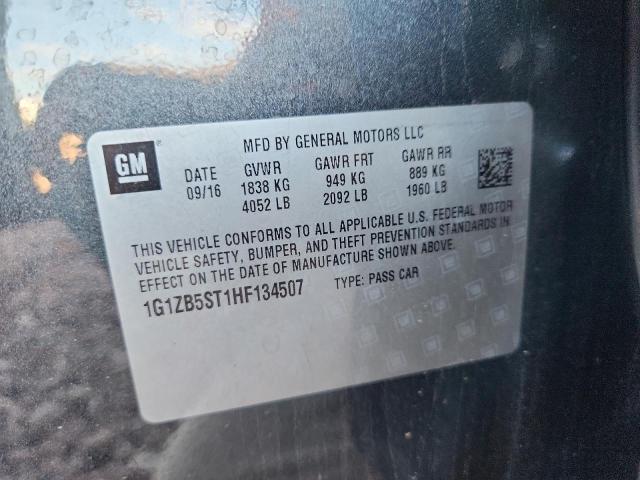 GM
MFD BY GENERAL MOTORS LLC
DATE GVWR GAWR FRT GAWR RR
09/16 1838 KG 949 KG 889 KG
4052 LB 2092 LB 1960 LB
THIS VEHICLE CONFORMS TO ALL APPLICABLE U.S. FEDERAL MOTOR
VEHICLE SAFETY, BUMPER, AND THEFT PREVENTION STANDARDS IN
EFFECT ON THE DATE OF MANUFACTURE SHOWN ABOVE.
1G1ZB5ST1HF134507 TYPE: PASS CAR